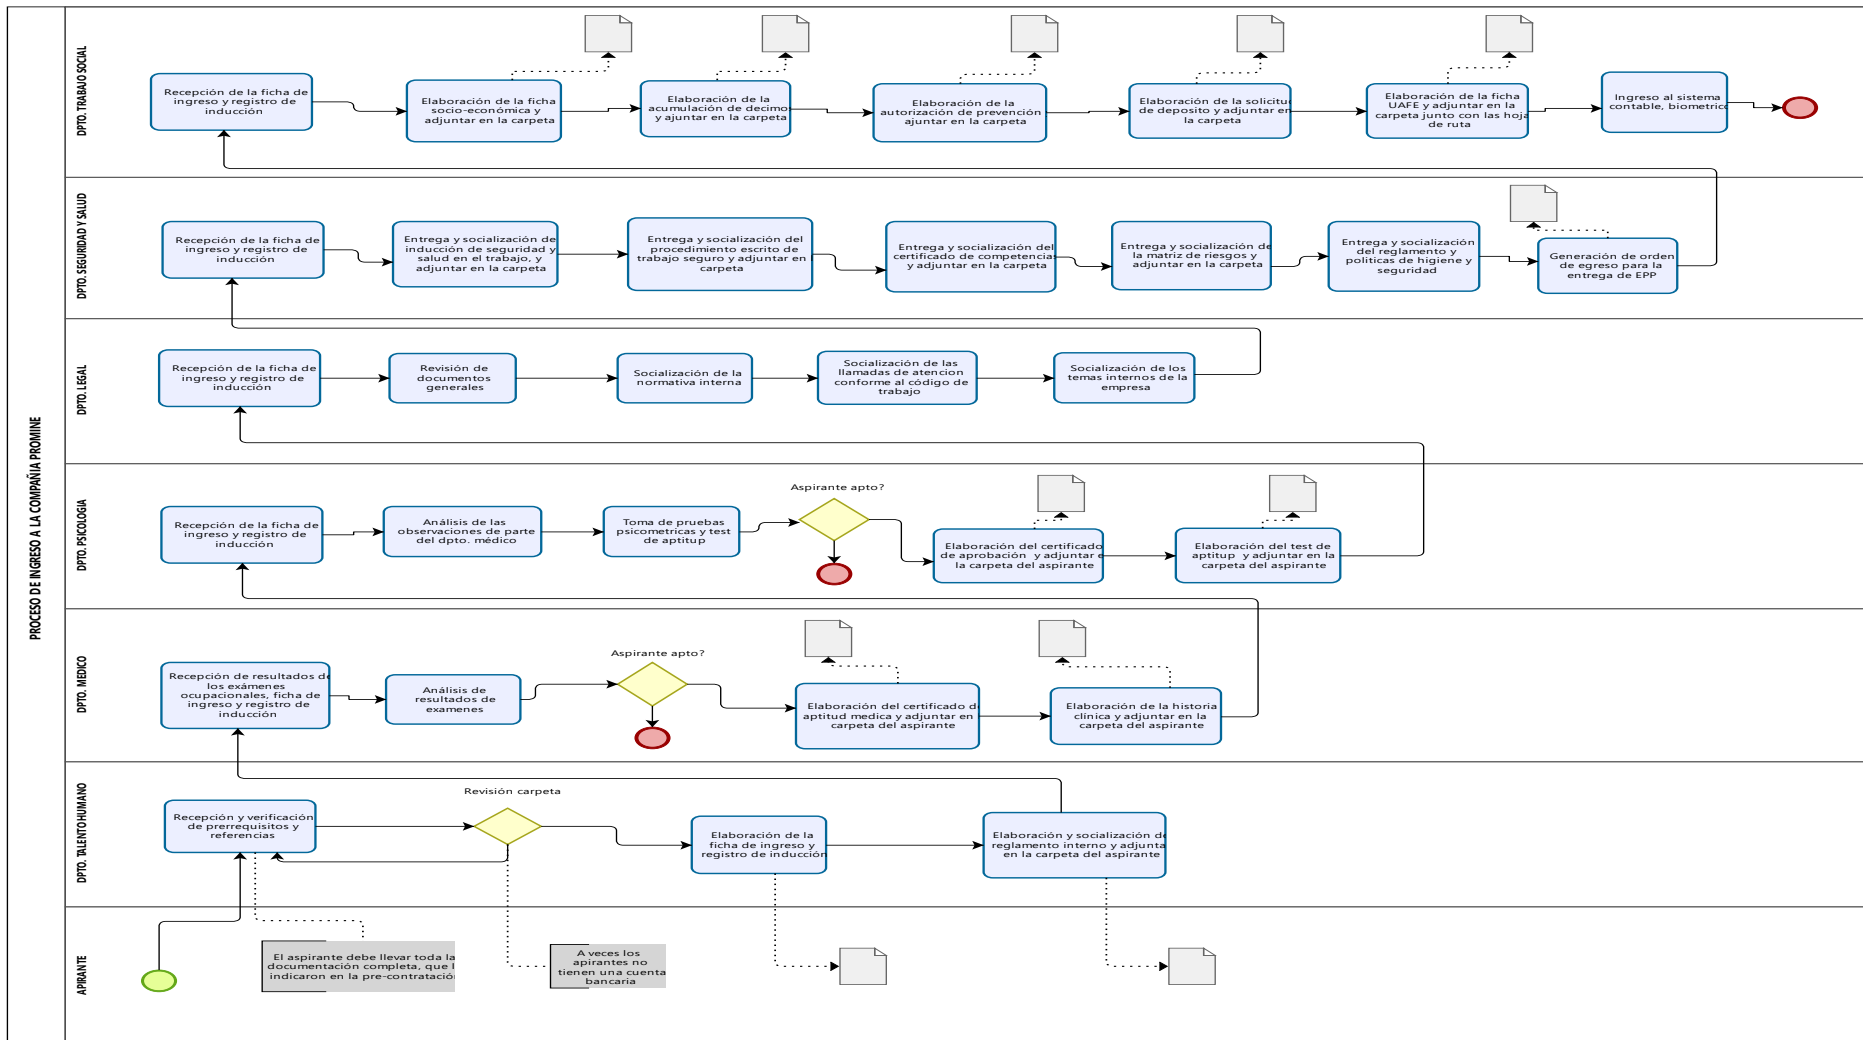 PROCESO DE INGRESO A LA COMPAÑIA PROMINE
DPTO. TRABAJO SOCIAL
Recepción de la ficha de
ingreso y registro de
inducción
Elaboración de la ficha
socio-económica y
adjuntar en la carpeta
Elaboración de la
acumulación de decimo
y ajuntar en la carpeta
Elaboración de la
autorización de prevención
ajuntar en la carpeta
Elaboración de la solicitu
de deposito y adjuntar en
la carpeta
Elaboración de la ficha
UAFE y adjuntar en la
carpeta junto con las hoja
de ruta
Ingreso al sistema
contable, biometrico
DPTO. SEGURIDAD Y SALUD
Recepción de la ficha de
ingreso y registro de
inducción
Entrega y socialización de
inducción de seguridad y
salud en el trabajo, y
adjuntar en la carpeta
Entrega y socialización del
procedimiento escrito de
trabajo seguro y adjuntar en
carpeta
Entrega y socialización del
certificado de competencias
y adjuntar en la carpeta
Entrega y socialización de
la matriz de riesgos y
adjuntar en la carpeta
Entrega y socialización
del reglamento y
politicas de higiene y
seguridad
Generación de orden
de egreso para la
entrega de EPP
DPTO. LEGAL
Recepción de la ficha de
ingreso y registro de
inducción
Revisión de
documentos
generales
Socialización de la
normativa interna
Socialización de las
llamadas de atencion
conforme al código de
trabajo
Socialización de los
temas internos de la
empresa
DPTO. PSICOLOGIA
Recepción de la ficha de
ingreso y registro de
inducción
Análisis de las
observaciones de parte
del dpto. médico
Toma de pruebas
psicometricas y test
de aptitup
Aspirante apto?
Elaboración del certificado
de aprobación y adjuntar e
la carpeta del aspirante
Elaboración del test de
aptitup y adjuntar en la
carpeta del aspirante
DPTO. MEDICO
Recepción de resultados de
los exámenes
ocupacionales, ficha de
ingreso y registro de
inducción
Análisis de
resultados de
examenes
Aspirante apto?
Elaboración del certificado d
aptitud medica y adjuntar en
carpeta del aspirante
Elaboración de la historia
clínica y adjuntar en la
carpeta del aspirante
DPTO. TALENTO HUMANO
Recepción y verificación
de prerrequisitos y
referencias
Revisión carpeta
Elaboración de la
ficha de ingreso y
registro de inducción
Elaboración y socialización de
reglamento interno y adjunta
en la carpeta del aspirante
APIRANTE
El aspirante debe llevar toda la
documentación completa, que l
indicaron en la pre-contratació
A veces los
apirantes no
tienen una cuenta
bancaria